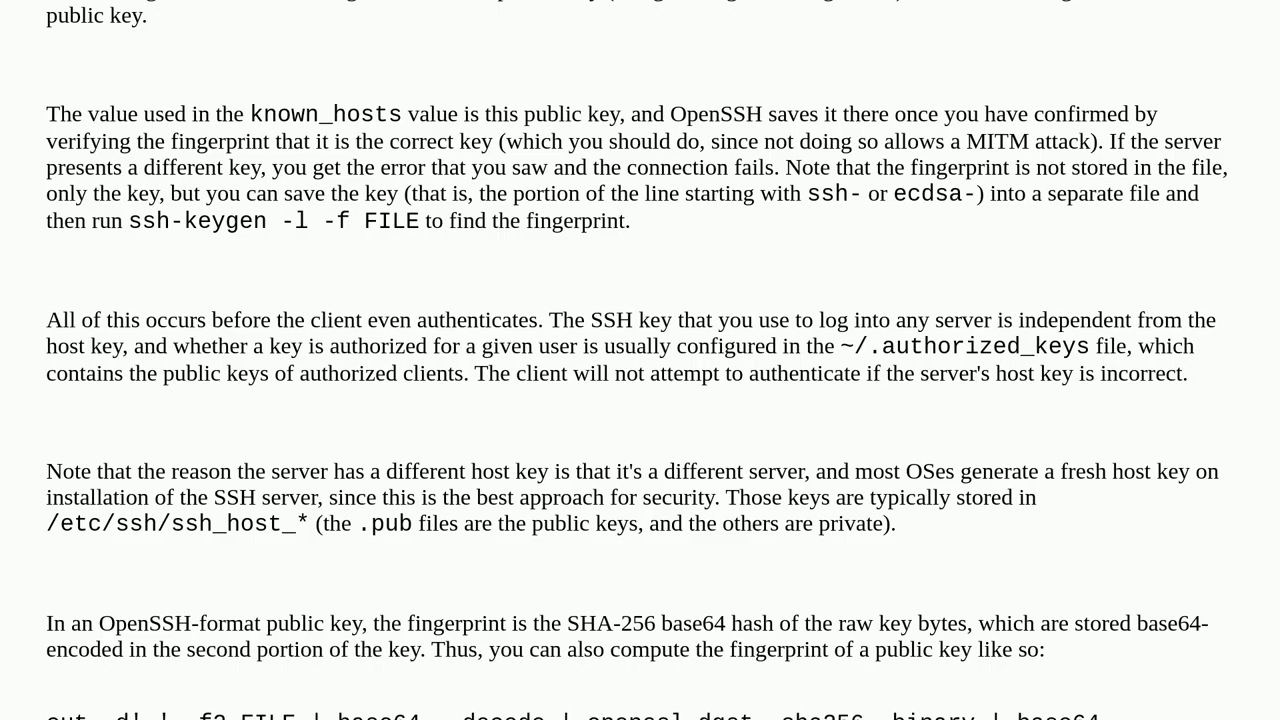 public key.
The value used in the known_hosts value is this public key, and OpenSSH saves it there once you have confirmed by
verifying the fingerprint that it is the correct key (which you should do, since not doing so allows a MITM attack). If the server
presents a different key, you get the error that you saw and the connection fails. Note that the fingerprint is not stored in the file,
only the key, but you can save the key (that is, the portion of the line starting with ssh- or ecdsa-) into a separate file and
then run ssh-keygen -l -f FILE to find the fingerprint.
All of this occurs before the client even authenticates. The SSH key that you use to log into any server is independent from the
host key, and whether a key is authorized for a given user is usually configured in the ~/.authorized_keys file, which
contains the public keys of authorized clients. The client will not attempt to authenticate if the server's host key is incorrect.
Note that the reason the server has a different host key is that it's a different server, and most OSes generate a fresh host key on
installation of the SSH server, since this is the best approach for security. Those keys are typically stored in
/etc/ssh/ssh_host_* (the .pub files are the public keys, and the others are private).
In an OpenSSH-format public key, the fingerprint is the SHA-256 base64 hash of the raw key bytes, which are stored base64-
encoded in the second portion of the key. Thus, you can also compute the fingerprint of a public key like so: